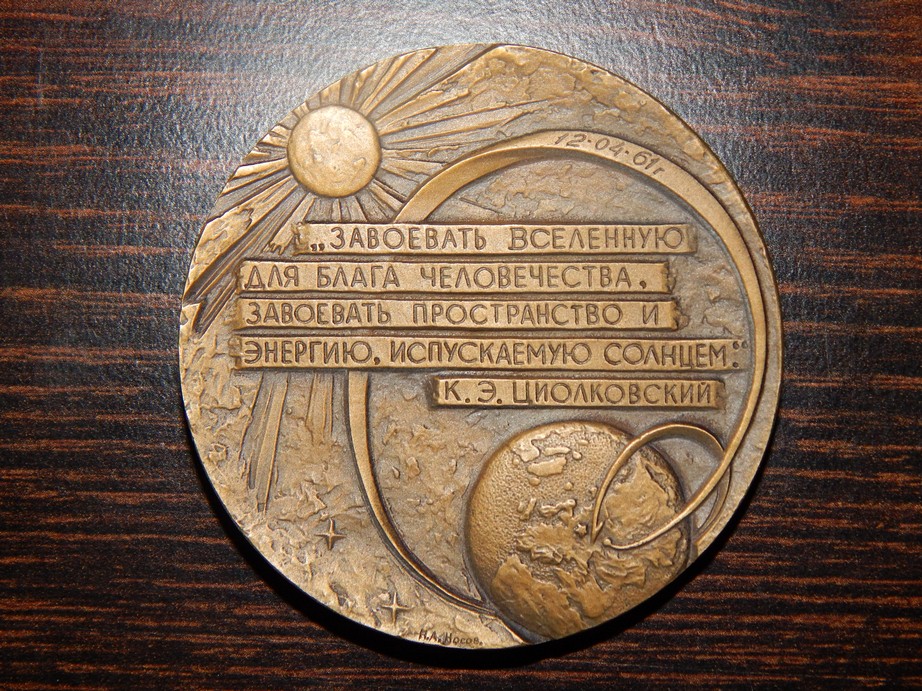 12·04·61г
„ЗАВОЕВАТЬ ВСЕЛЕННУЮ
ДЛЯ БЛАГА ЧЕЛОВЕЧЕСТВА,
ЗАВОЕВАТЬ ПРОСТРАНСТВО И
ЭНЕРГИЮ, ИСПУСКАЕМУЮ СОЛНЦЕМ."
К. Э. ЦИОЛКОВСКИЙ
Н.А.Носов.